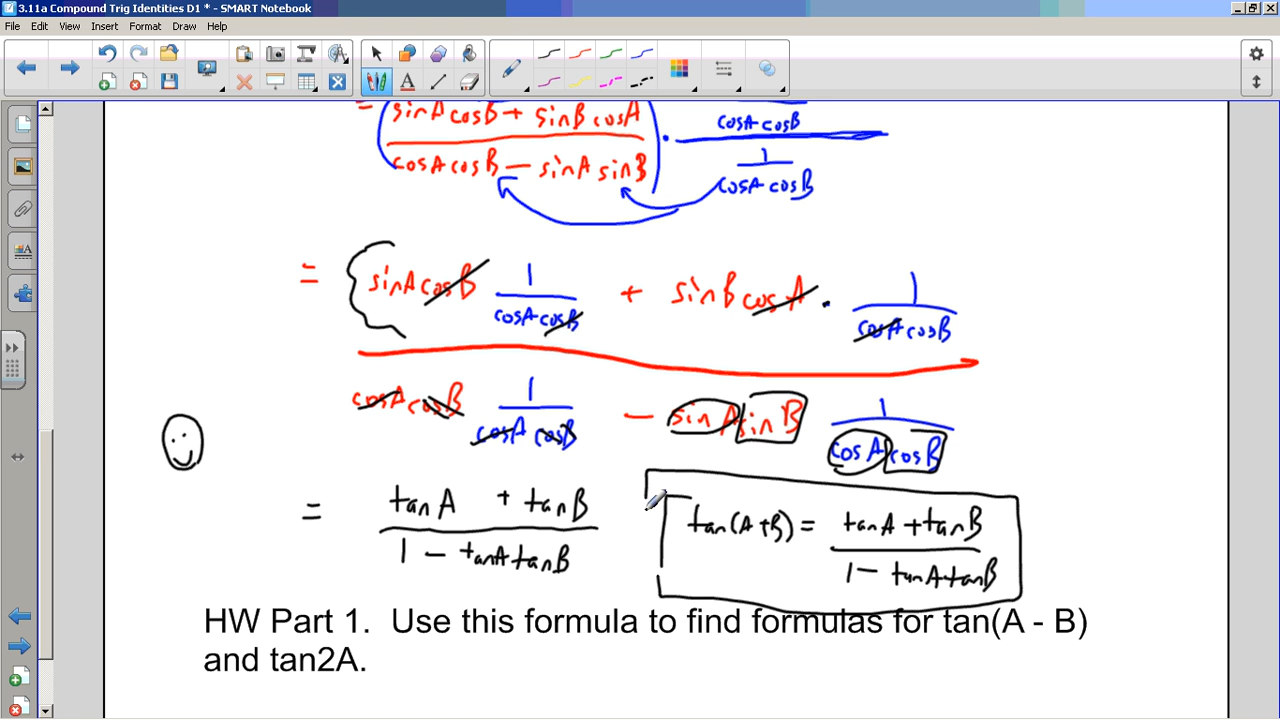 3.11a Compound Trig Identities D1 * - SMART Notebook
File Edit View Insert Format Draw Help
= sinA cosB + sinB cosA
cosA cosB
cosA cosB − sinA sinB
.
1
cosA cosB
= sinA cosB 1 + sinB cosA · 1
cosA cosB cosA cosB
cosA cosB 1 − sinA sinB 1
cosA cosB cosA cosB
= tanA + tanB
1 − tanA tanB
tan(A+B) = tanA + tanB
1 − tanA tanB
HW Part 1. Use this formula to find formulas for tan(A - B)
and tan2A.